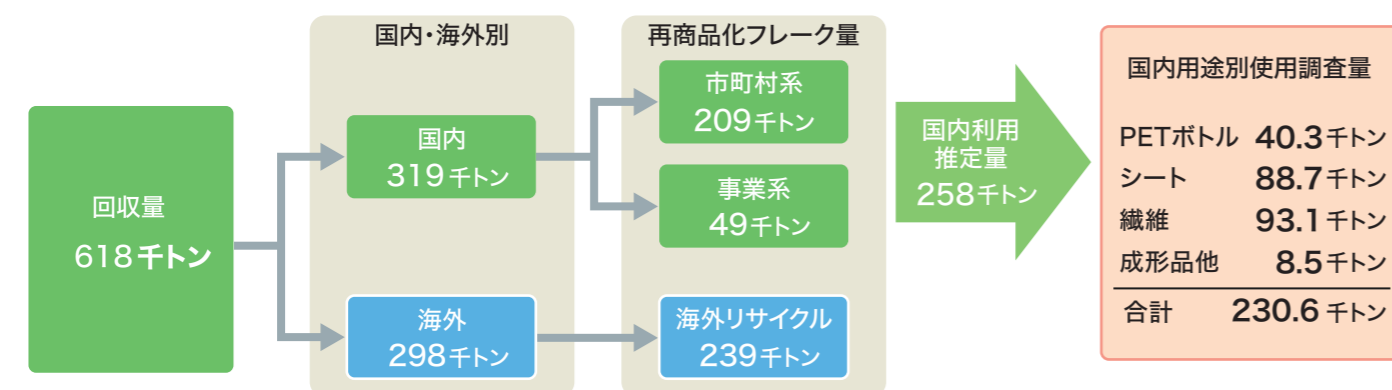 国内・海外別
再商品化フレーク量
回収量
618千トン
国内
319千トン
海外
298千トン
市町村系
209千トン
事業系
49千トン
海外リサイクル
239千トン
国内利用
推定量
258千トン
国内用途別使用調査量
PETボトル 40.3千トン
シート 88.7千トン
繊維 93.1千トン
成形品他 8.5千トン
合計 230.6千トン